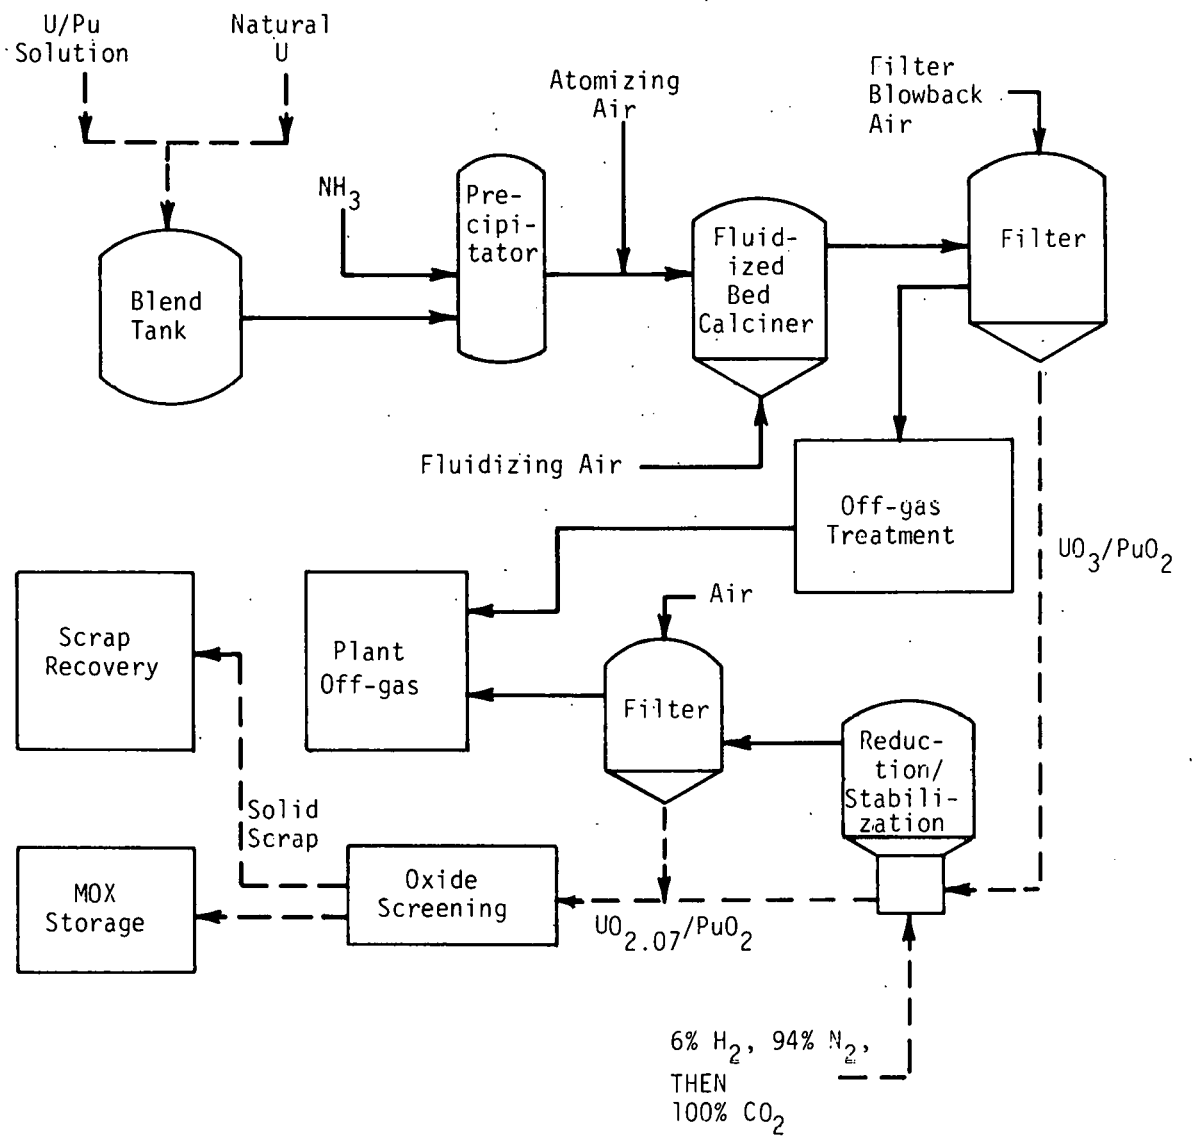 U/Pu
Solution
Natural
U
Atomizing
Air
Filter
Blowback
Air
NH3
Pre-
cipi-
tator
Fluid-
ized
Bed
Calciner
Filter
Blend
Tank
Fluidizing Air
Off-gas
Treatment
UO3/PuO2
Air
Scrap
Recovery
Plant
Off-gas
Filter
Reduc-
tion/
Stabili-
zation
Solid
Scrap
MOX
Storage
Oxide
Screening
UO2.07/PuO2
6% H2, 94% N2,
THEN
100% CO2